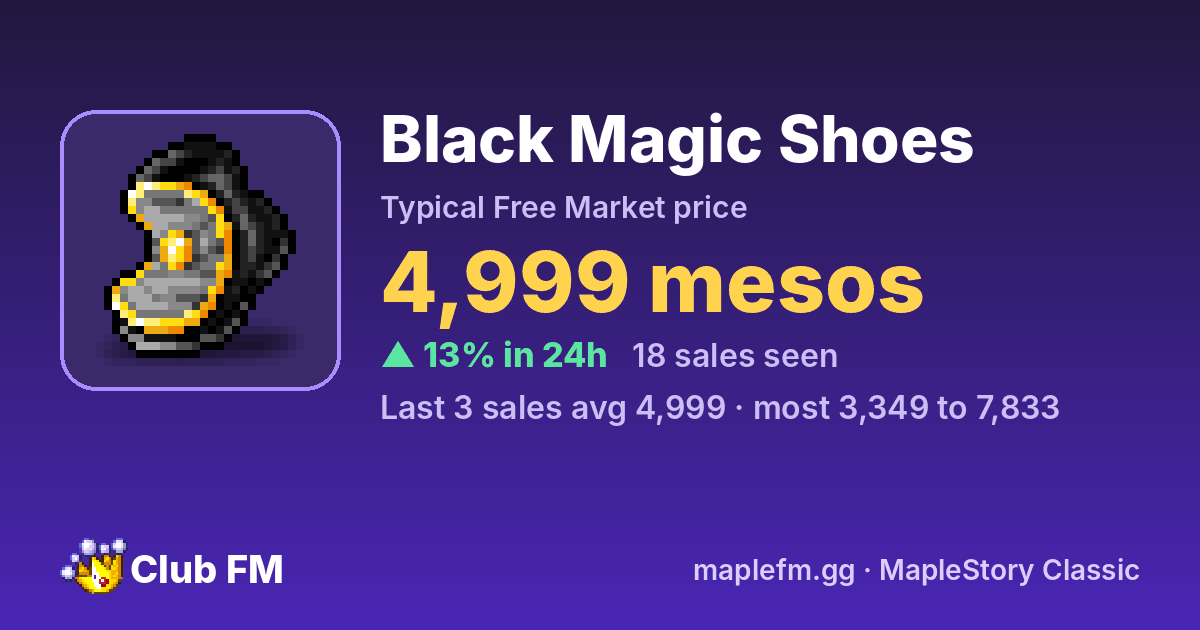 Black Magic Shoes
Typical Free Market price
4,999 mesos
▲ 13% in 24h 18 sales seen
Last 3 sales avg 4,999 · most 3,349 to 7,833
Club FM
maplefm.gg · MapleStory Classic